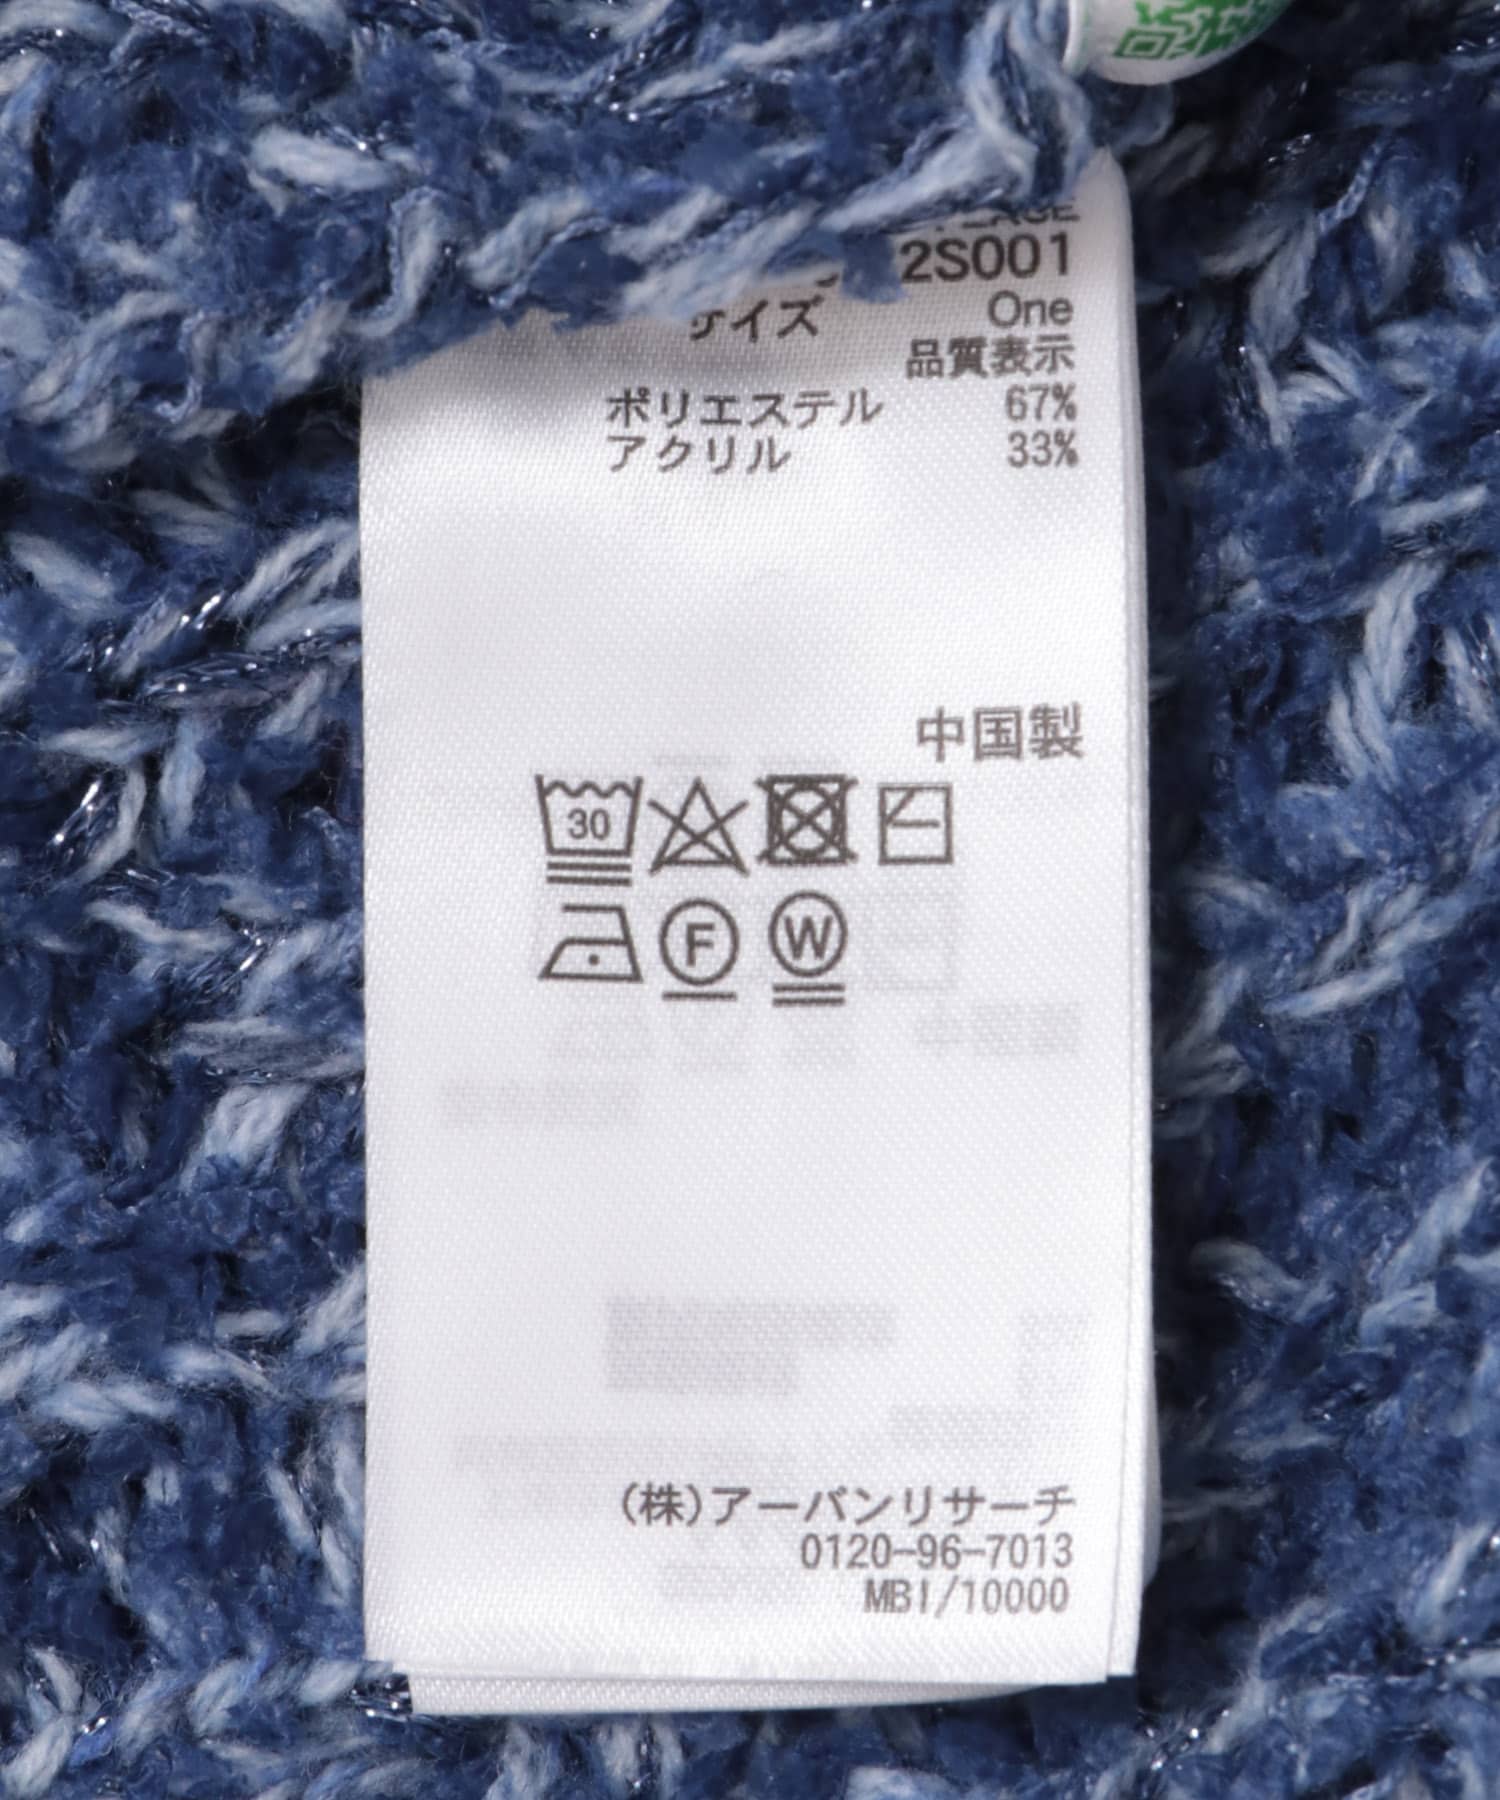 2S001
サイズ One
品質表示
ポリエステル 67%
アクリル 33%
中国製
30
F W
(株)アーバンリサーチ
0120-96-7013
MBI/10000